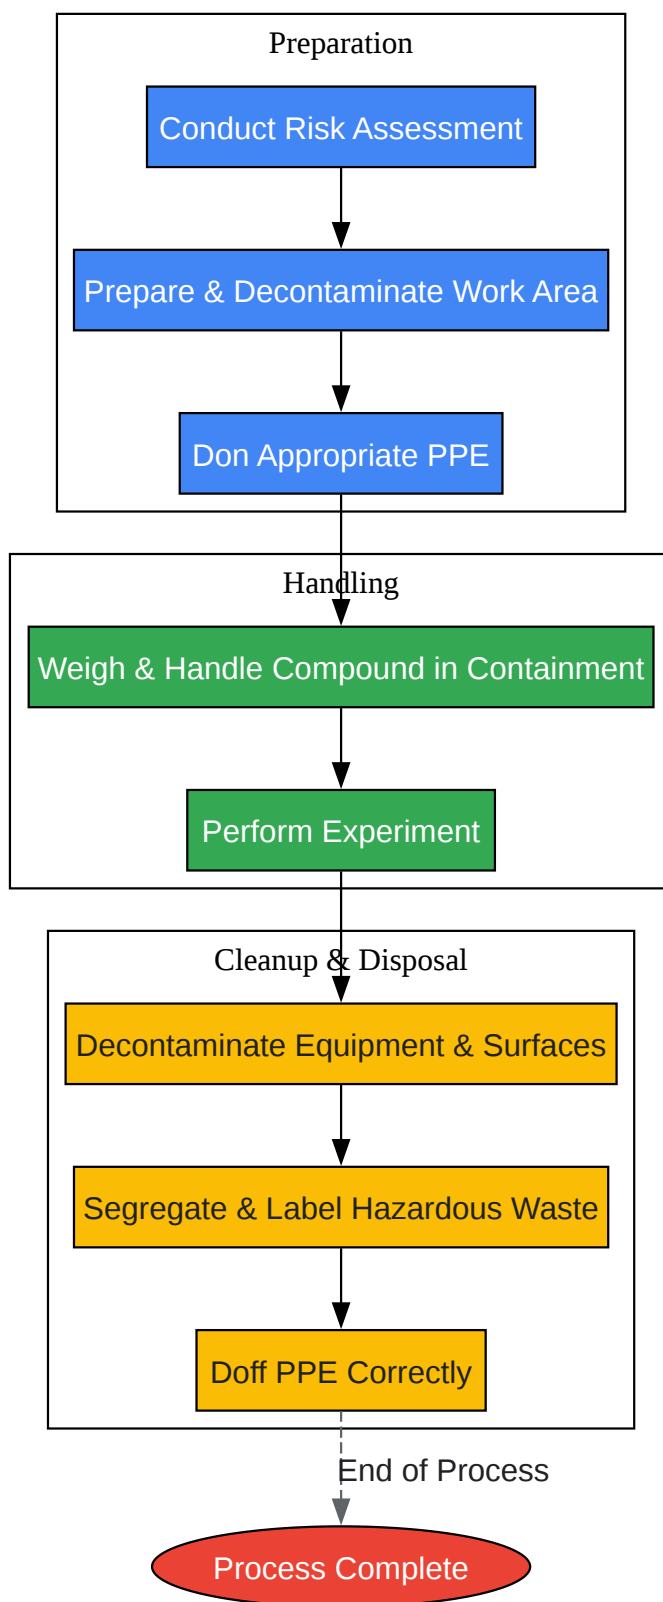 Preparation
Conduct Risk Assessment
Prepare & Decontaminate Work Area
Don Appropriate PPE
Handling
Weigh & Handle Compound in Containment
Perform Experiment
Cleanup & Disposal
Decontaminate Equipment & Surfaces
Segregate & Label Hazardous Waste
Doff PPE Correctly
End of Process
Process Complete